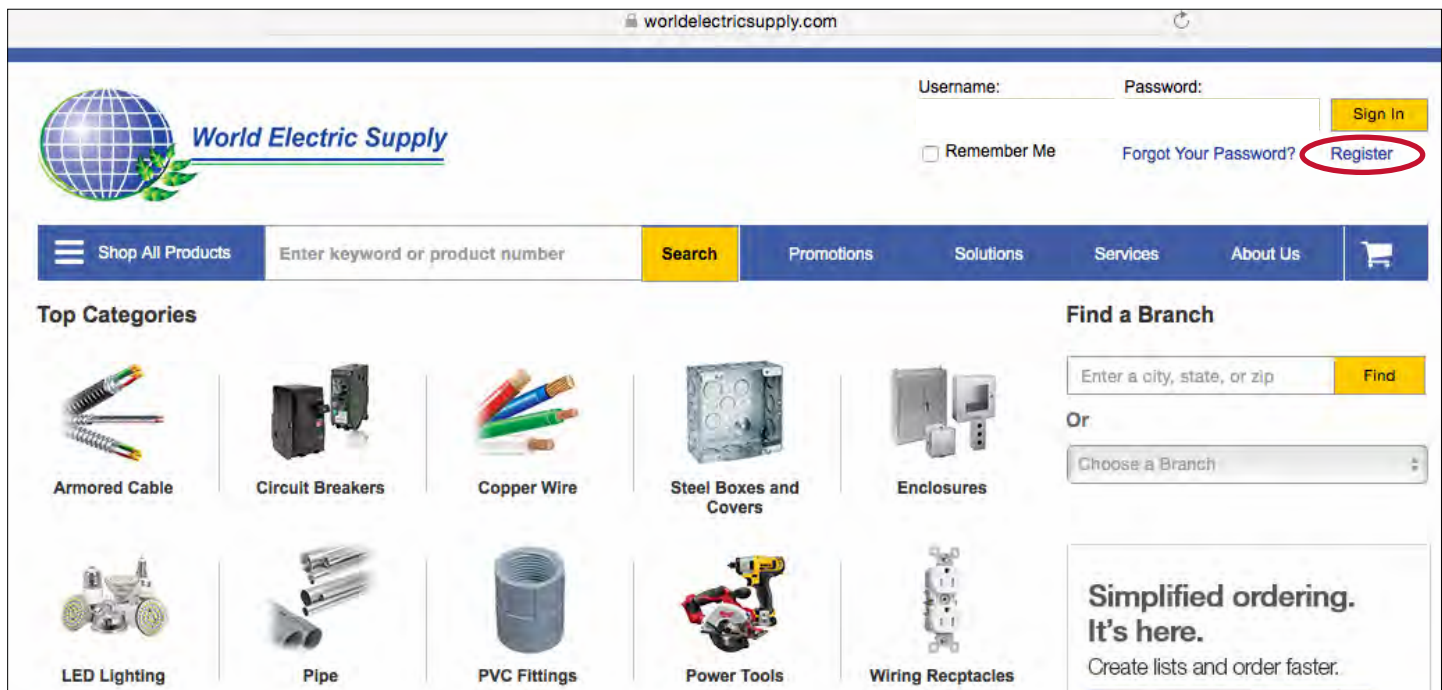 worldelectricsupply.com
Username:
Password:
Sign In
World Electric Supply
Remember Me
Forgot Your Password?
Register
Shop All Products
Enter keyword or product number
Search
Promotions
Solutions
Services
About Us
Top Categories
Find a Branch
Enter a city, state, or zip
Find
Or
Choose a Branch
Armored Cable
Circuit Breakers
Copper Wire
Steel Boxes and
Covers
Enclosures
Simplified ordering.
It's here.
Create lists and order faster.
LED Lighting
Pipe
PVC Fittings
Power Tools
Wiring Recptacles